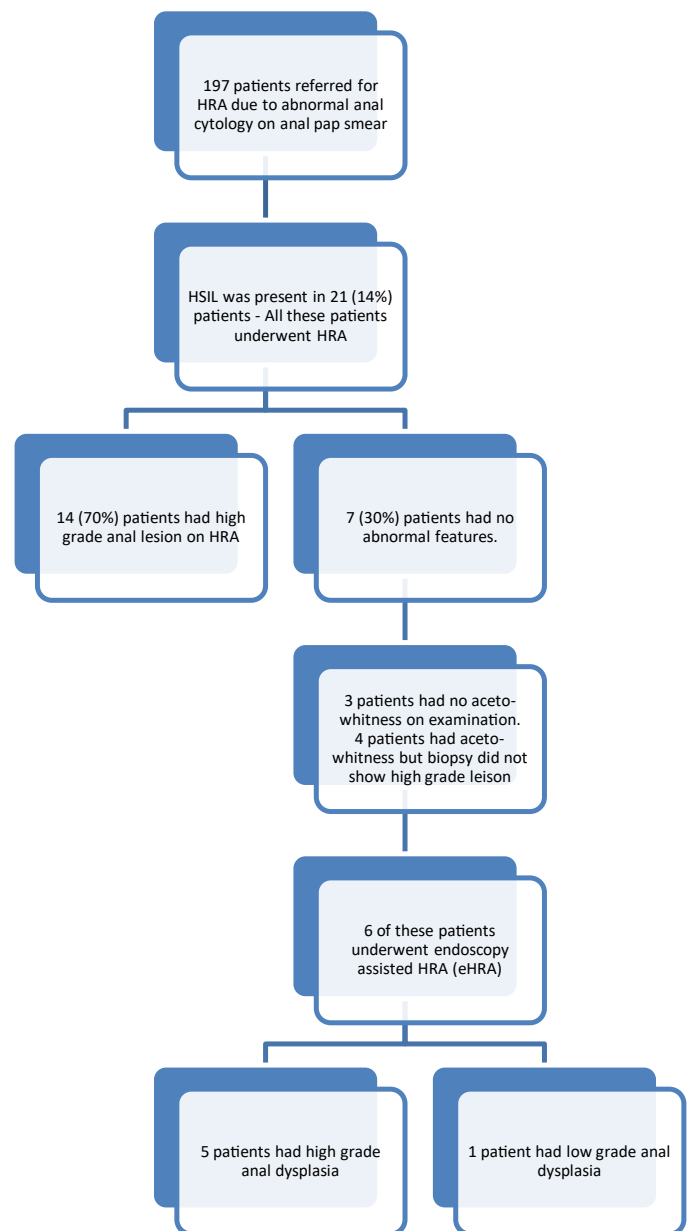 197 patients referred for
HRA due to abnormal anal
cytology on anal pap smear
HSIL was present in 21 (14%)
patients - All these patients
underwent HRA
14 (70%) patients had high
grade anal lesion on HRA
7 (30%) patients had no
abnormal features.
3 patients had no aceto-
whitness on examination.
4 patients had aceto-
whitness but biopsy did not
show high grade leison
6 of these patients
underwent endoscopy
assisted HRA (eHRA)
5 patients had high grade
anal dysplasia
1 patient had low grade anal
dysplasia